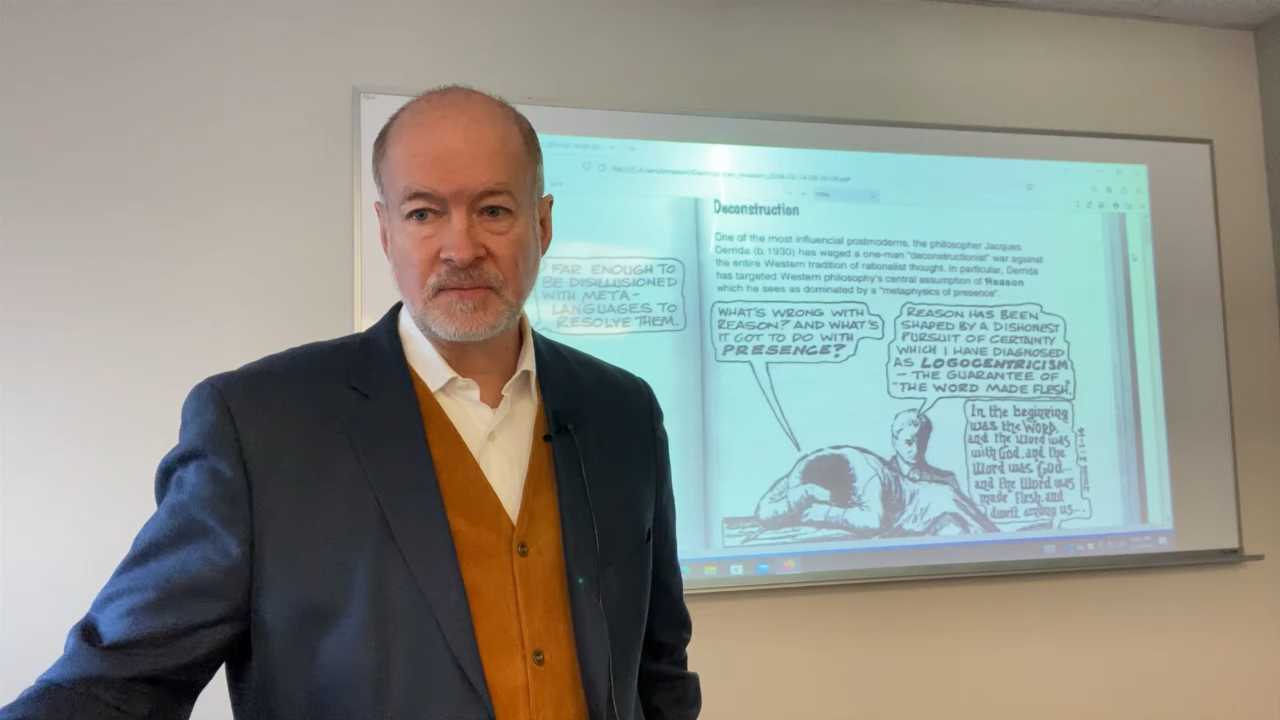 FAR ENOUGH TO
BE DISILLUSIONED
WITH META-
LANGUAGES TO
RESOLVE THEM.
Deconstruction
One of the most influential postmoderns, the philosopher Jacques
Derrida (b.1930) has waged a one-man "deconstructionist" war against
the entire Western tradition of rationalist thought. In particular, Derrida
has targeted Western philosophy's central assumption of Reason
which he sees as dominated by a "metaphysics of presence".
WHAT'S WRONG WITH
REASON? AND WHAT'S
IT GOT TO DO WITH
PRESENCE?
REASON HAS BEEN
SHAPED BY A DISHONEST
PURSUIT OF CERTAINTY
WHICH I HAVE DIAGNOSED
AS LOGOCENTRICISM
– THE GUARANTEE OF
"THE WORD MADE FLESH.
In the beginning
was the WORD,
and the Word was
with God, and the
Word was God...
and the Word was
made flesh, and
dwelt among us...